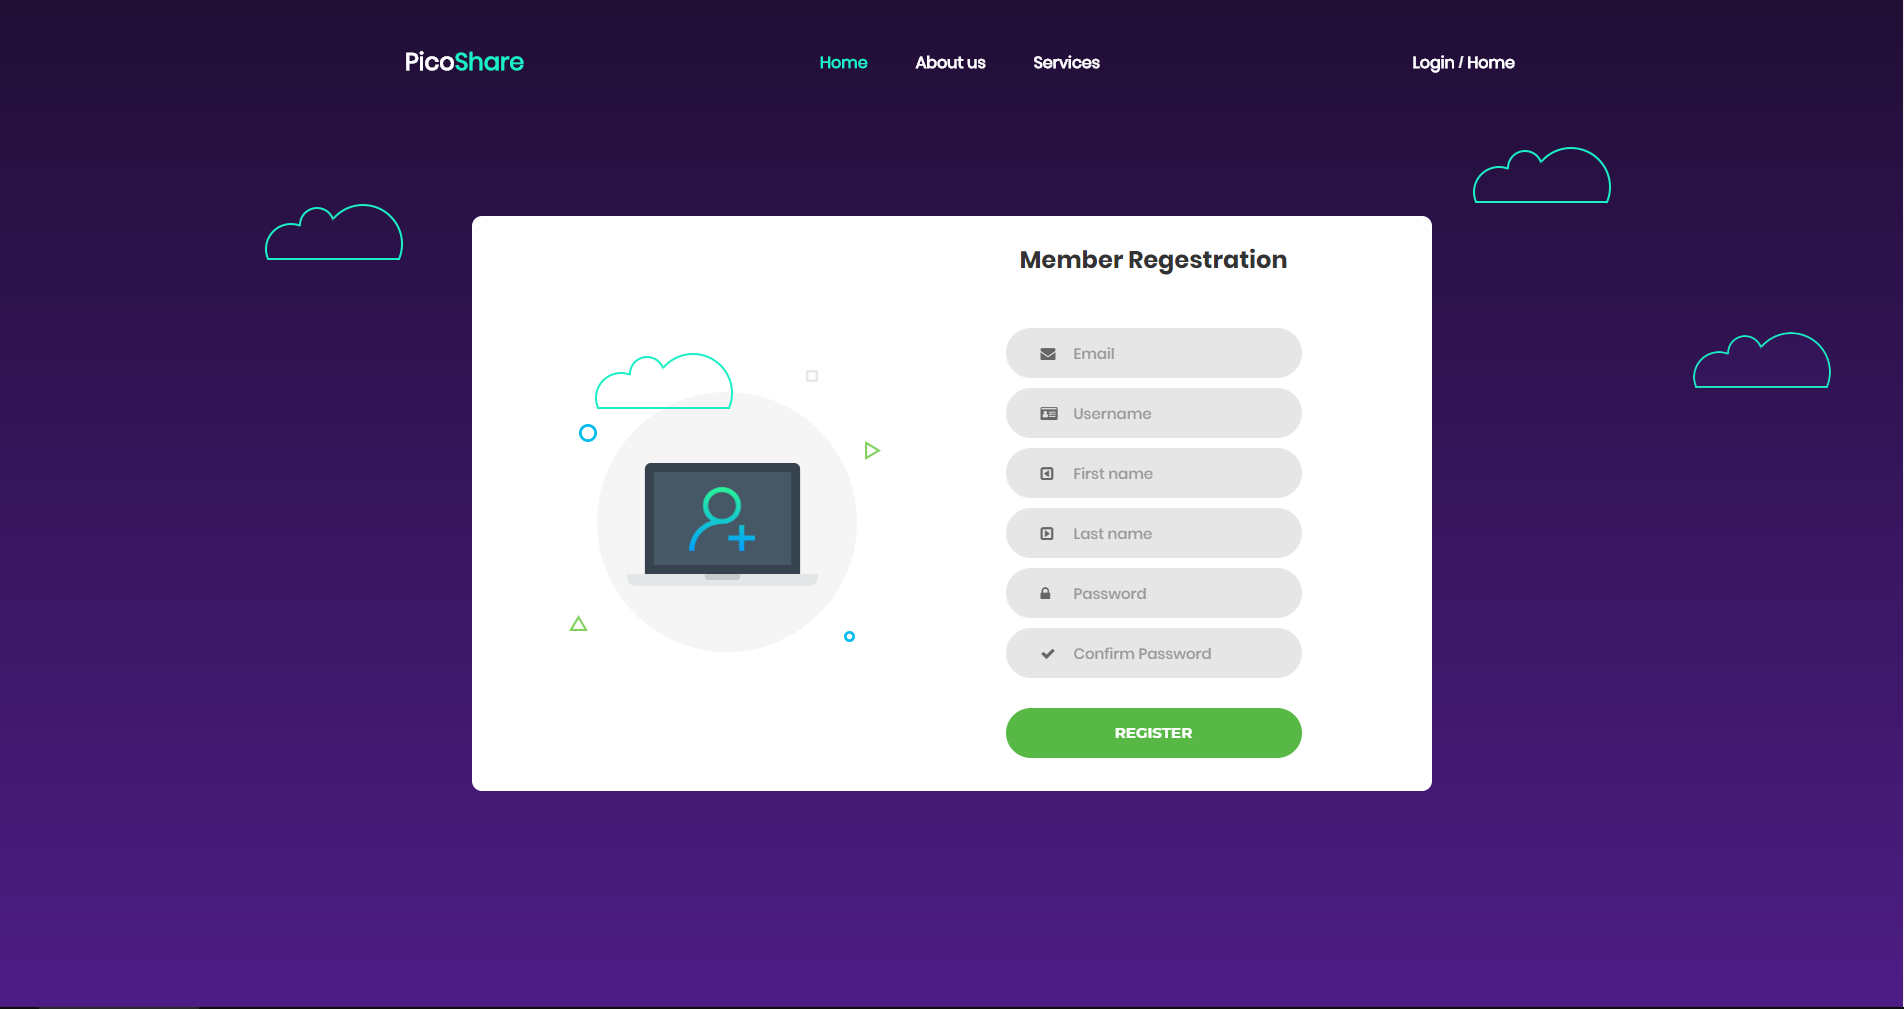 PicoShare
Home
About us
Services
Login / Home
Member Regestration
Email
Username
First name
Last name
Password
Confirm Password
REGISTER